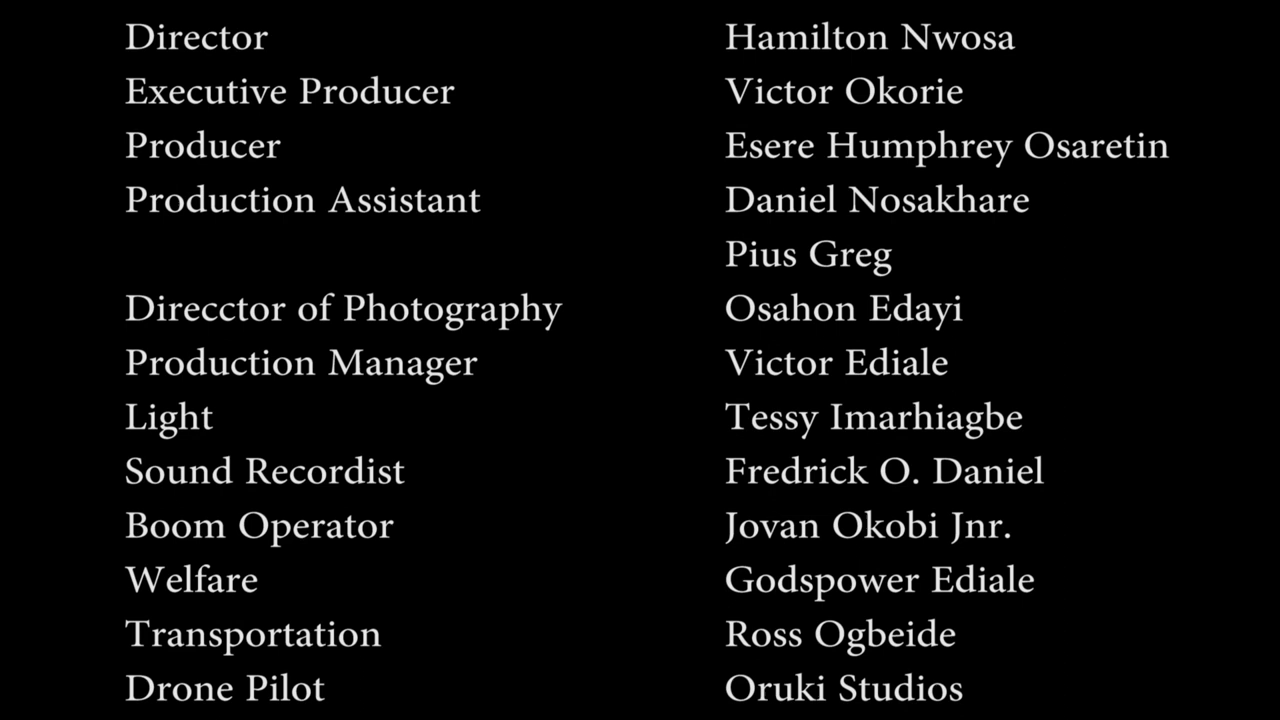 Director Hamilton Nwosa
Executive Producer Victor Okorie
Producer Esere Humphrey Osaretin
Production Assistant Daniel Nosakhare
Pius Greg
Direcctor of Photography Osahon Edayi
Production Manager Victor Ediale
Light Tessy Imarhiagbe
Sound Recordist Fredrick O. Daniel
Boom Operator Jovan Okobi Jnr.
Welfare Godspower Ediale
Transportation Ross Ogbeide
Drone Pilot Oruki Studios